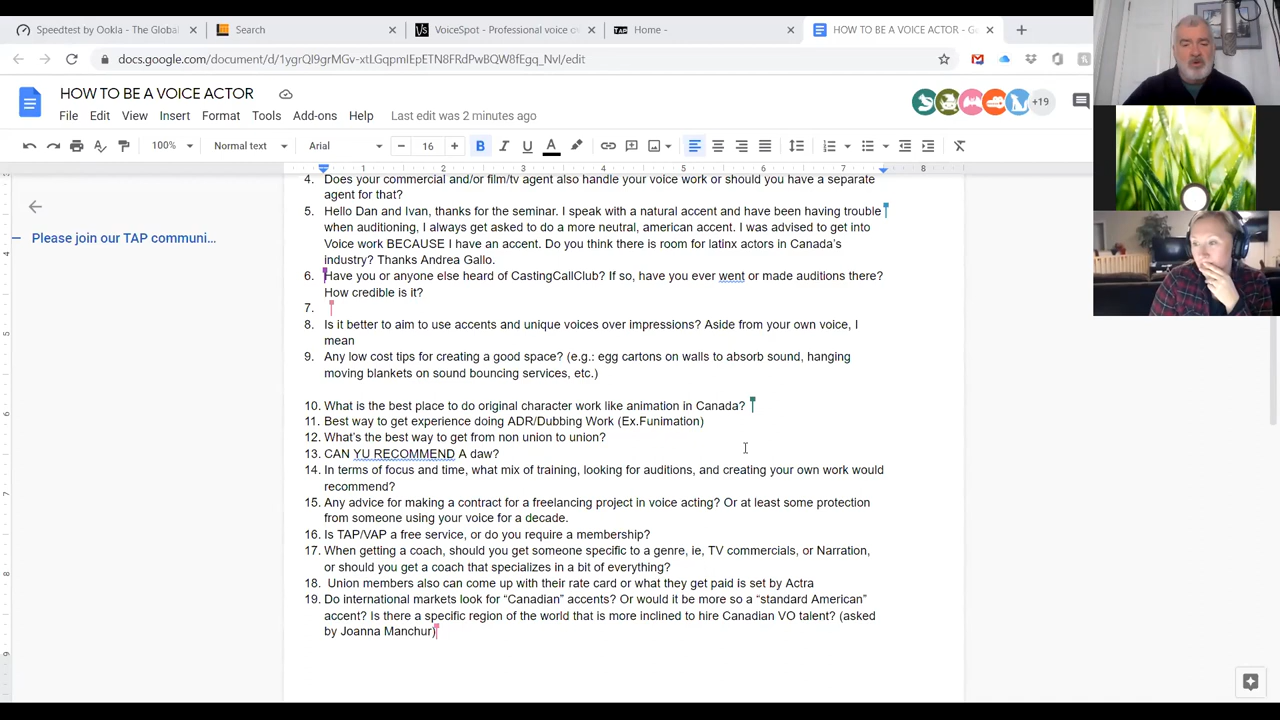 Speedtest by Ookla - The Global
Search
VoiceSpot - Professional voice ov
Home -
HOW TO BE A VOICE ACTOR - Go
docs.google.com/document/d/1ygrQI9grMGv-xtLGqpmIEpETN8FRdPwBQW8fEgq_NvI/edit
HOW TO BE A VOICE ACTOR
File Edit View Insert Format Tools Add-ons Help Last edit was 2 minutes ago
+19
100% Normal text Arial 16
1 2 3 4 5 6 7 8
Please join our TAP communi...
4. Does your commercial and/or film/tv agent also handle your voice work or should you have a separate
agent for that?
5. Hello Dan and Ivan, thanks for the seminar. I speak with a natural accent and have been having trouble
when auditioning, I always get asked to do a more neutral, american accent. I was advised to get into
Voice work BECAUSE I have an accent. Do you think there is room for latinx actors in Canada's
industry? Thanks Andrea Gallo.
6. Have you or anyone else heard of CastingCallClub? If so, have you ever went or made auditions there?
How credible is it?
7.
8. Is it better to aim to use accents and unique voices over impressions? Aside from your own voice, I
mean
9. Any low cost tips for creating a good space? (e.g.: egg cartons on walls to absorb sound, hanging
moving blankets on sound bouncing services, etc.)
10. What is the best place to do original character work like animation in Canada?
11. Best way to get experience doing ADR/Dubbing Work (Ex.Funimation)
12. What's the best way to get from non union to union?
13. CAN YU RECOMMEND A daw?
14. In terms of focus and time, what mix of training, looking for auditions, and creating your own work would
recommend?
15. Any advice for making a contract for a freelancing project in voice acting? Or at least some protection
from someone using your voice for a decade.
16. Is TAP/VAP a free service, or do you require a membership?
17. When getting a coach, should you get someone specific to a genre, ie, TV commercials, or Narration,
or should you get a coach that specializes in a bit of everything?
18. Union members also can come up with their rate card or what they get paid is set by Actra
19. Do international markets look for “Canadian” accents? Or would it be more so a “standard American”
accent? Is there a specific region of the world that is more inclined to hire Canadian VO talent? (asked
by Joanna Manchur)